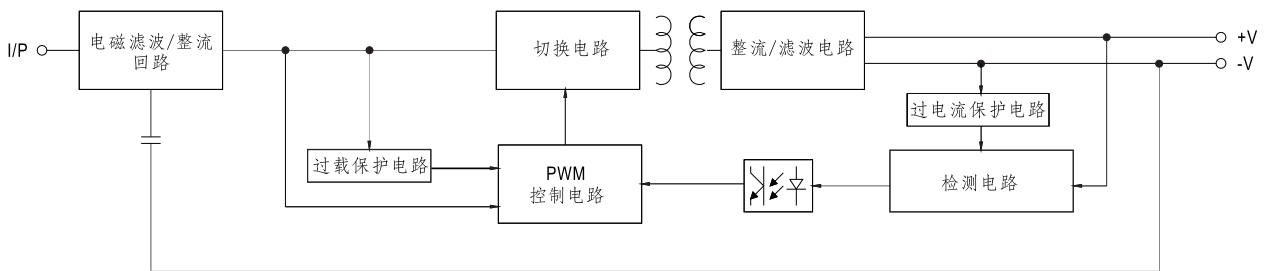 I/P
电磁滤波/整流
回路
切换电路
整流/滤波电路
+V
-V
过电流保护电路
过载保护电路
PWM
控制电路
检测电路